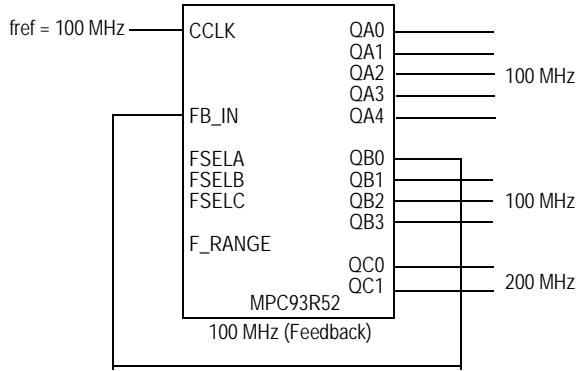 fref = 100 MHz
CCLK
QA0
QA1
QA2
QA3
QA4
100 MHz
FB_IN
FSELA
FSELB
FSELC
QB0
QB1
QB2
QB3
100 MHz
F_RANGE
QC0
QC1
200 MHz
MPC93R52
100 MHz (Feedback)